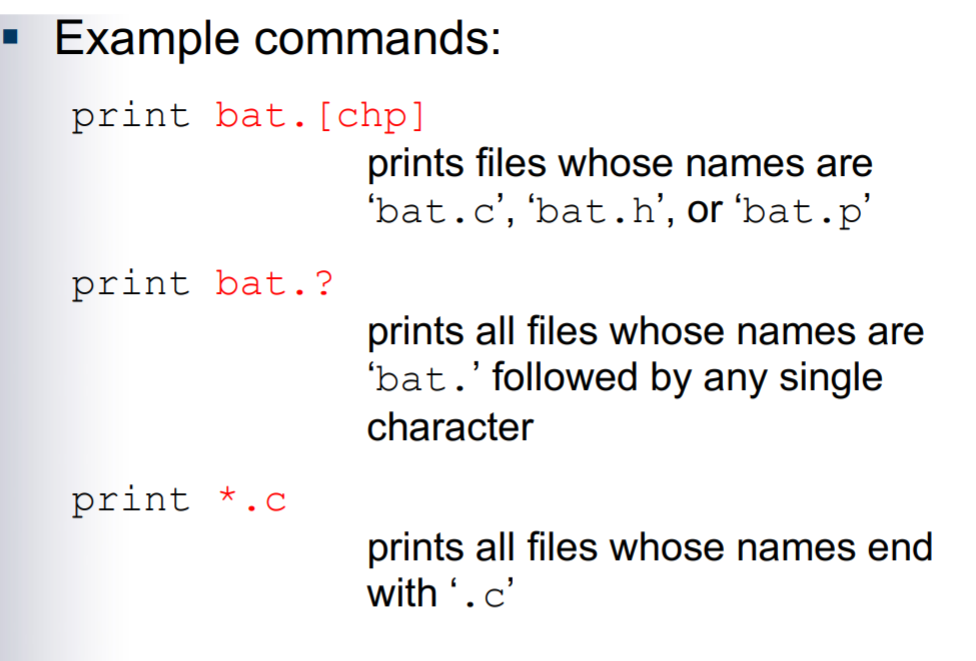 ▪ Example commands:
print bat.[chp]
prints files whose names are
‘bat.c’, ‘bat.h’, or ‘bat.p’
print bat.?
prints all files whose names are
‘bat.’ followed by any single
character
print *.c
prints all files whose names end
with ‘.c’